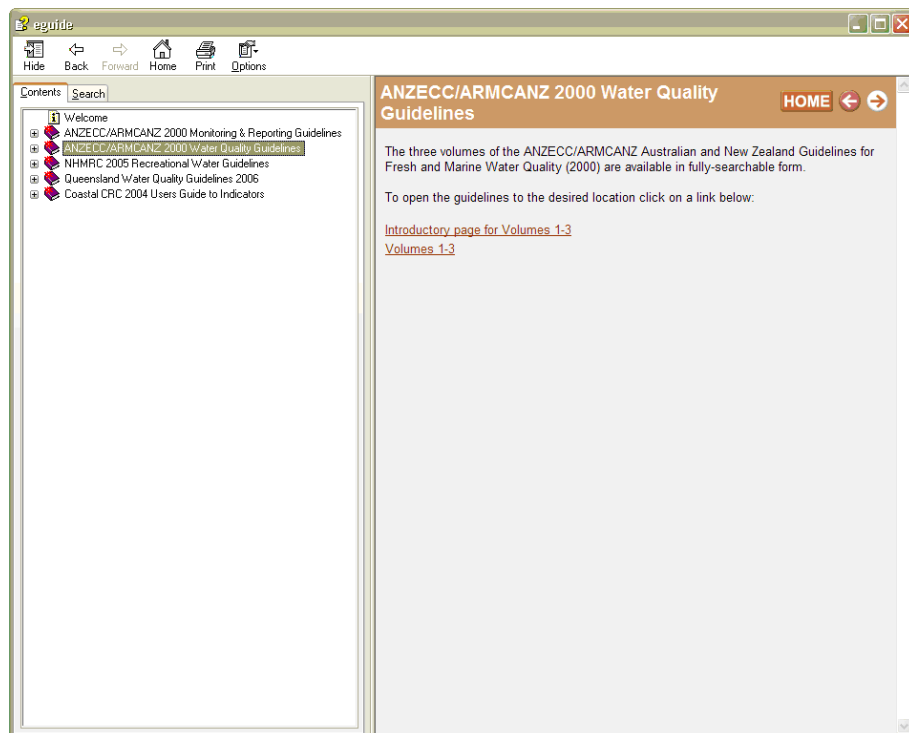 eguide
Hide Back Forward Home Print Options
Contents Search
Welcome
ANZECC/ARMCANZ 2000 Monitoring & Reporting Guidelines
ANZECC/ARMCANZ 2000 Water Quality Guidelines
NHMRC 2005 Recreational Water Guidelines
Queensland Water Quality Guidelines 2006
Coastal CRC 2004 Users Guide to Indicators
ANZECC/ARMCANZ 2000 Water Quality
Guidelines
HOME
The three volumes of the ANZECC/ARMCANZ Australian and New Zealand Guidelines for
Fresh and Marine Water Quality (2000) are available in fully-searchable form.
To open the guidelines to the desired location click on a link below:
Introductory page for Volumes 1-3
Volumes 1-3